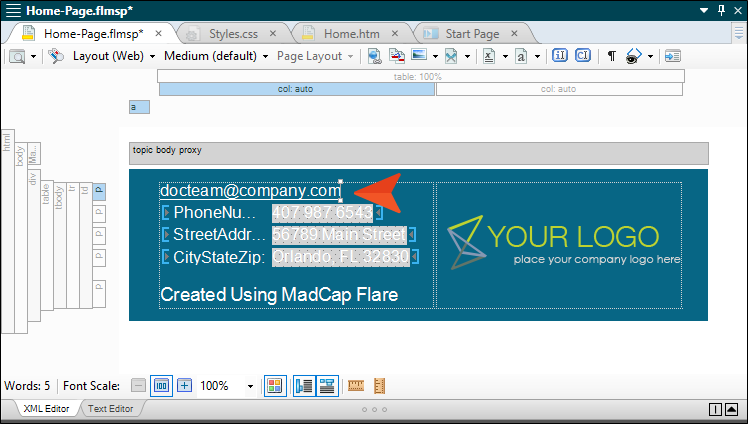 Home-Page.flmsp*
Home-Page.flmsp*
Styles.css
Home.htm
Start Page
Layout (Web)
Medium (default)
Page Layout
table: 100%
col: auto
col: auto
a
html
body
Ma...
div
table
tbody
tr
td
p
p
p
p
p
topic body proxy
docteam@company.com
PhoneNu... 407.987.6543
StreetAddr... 56789 Main Street
CityStateZip: Orlando, FL 32830
Created Using MadCap Flare
YOUR LOGO
place your company logo here
Words: 5
Font Scale:
100
100%
XML Editor
Text Editor